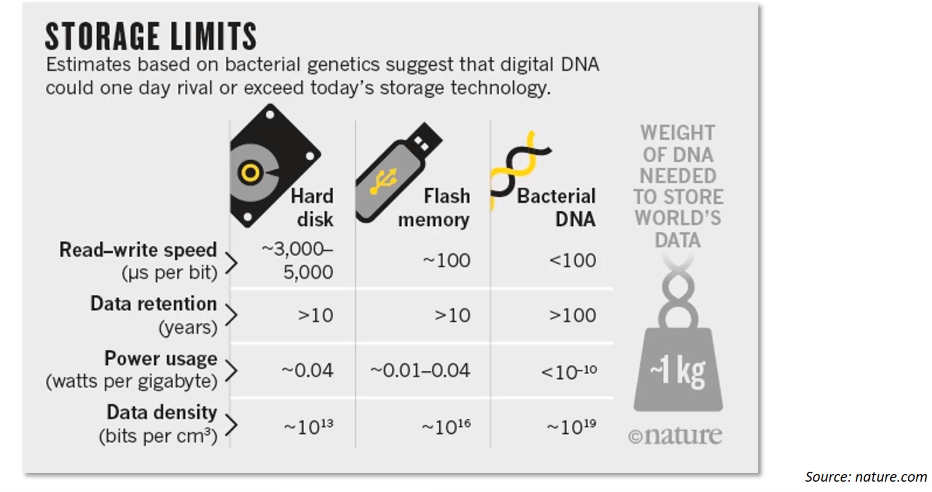 STORAGE LIMITS
Estimates based on bacterial genetics suggest that digital DNA
could one day rival or exceed today's storage technology.
Hard
disk
Flash
memory
Bacterial
DNA
Read–write speed
(μs per bit)
~3,000–
5,000
~100
<100
Data retention
(years)
>10
>10
>100
Power usage
(watts per gigabyte)
~0.04
~0.01–0.04
<10⁻¹⁰
Data density
(bits per cm³)
~10¹³
~10¹⁶
~10¹⁹
WEIGHT
OF DNA
NEEDED
TO STORE
WORLD'S
DATA
~1 kg
©nature
Source: nature.com